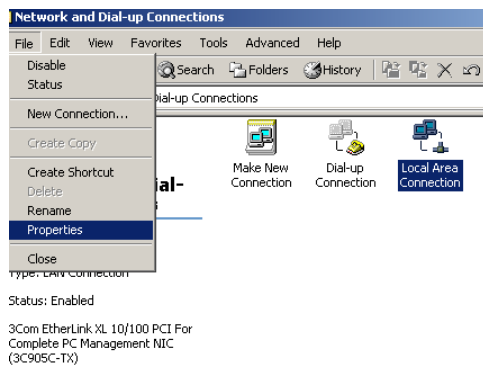 Network and Dial-up Connections
File Edit View Favorites Tools Advanced Help
Disable
Status
New Connection...
Create Copy
Create Shortcut
Delete
Rename
Properties
Close
Search Folders History
Dial-up Connections
Make New
Connection
Dial-up
Connection
Local Area
Connection
ial-
Type: LAN Connection
Status: Enabled
3Com EtherLink XL 10/100 PCI For
Complete PC Management NIC
(3C905C-TX)